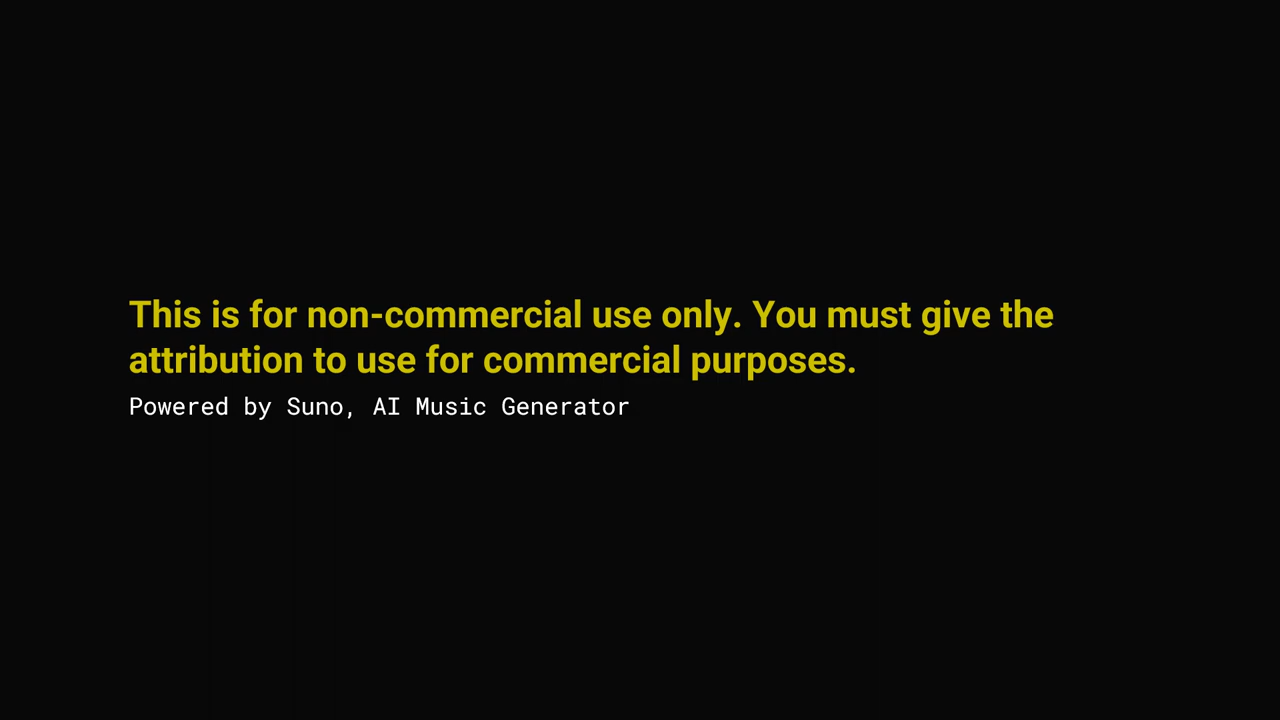 This is for non-commercial use only. You must give the
attribution to use for commercial purposes.
Powered by Suno, AI Music Generator